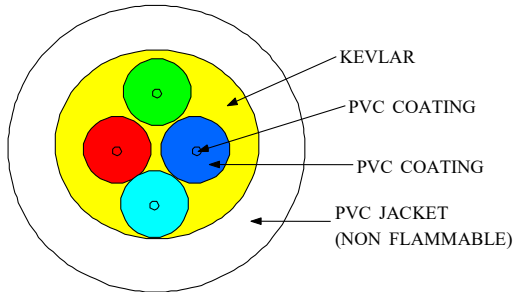 KEVLAR
PVC COATING
PVC COATING
PVC JACKET
(NON FLAMMABLE)